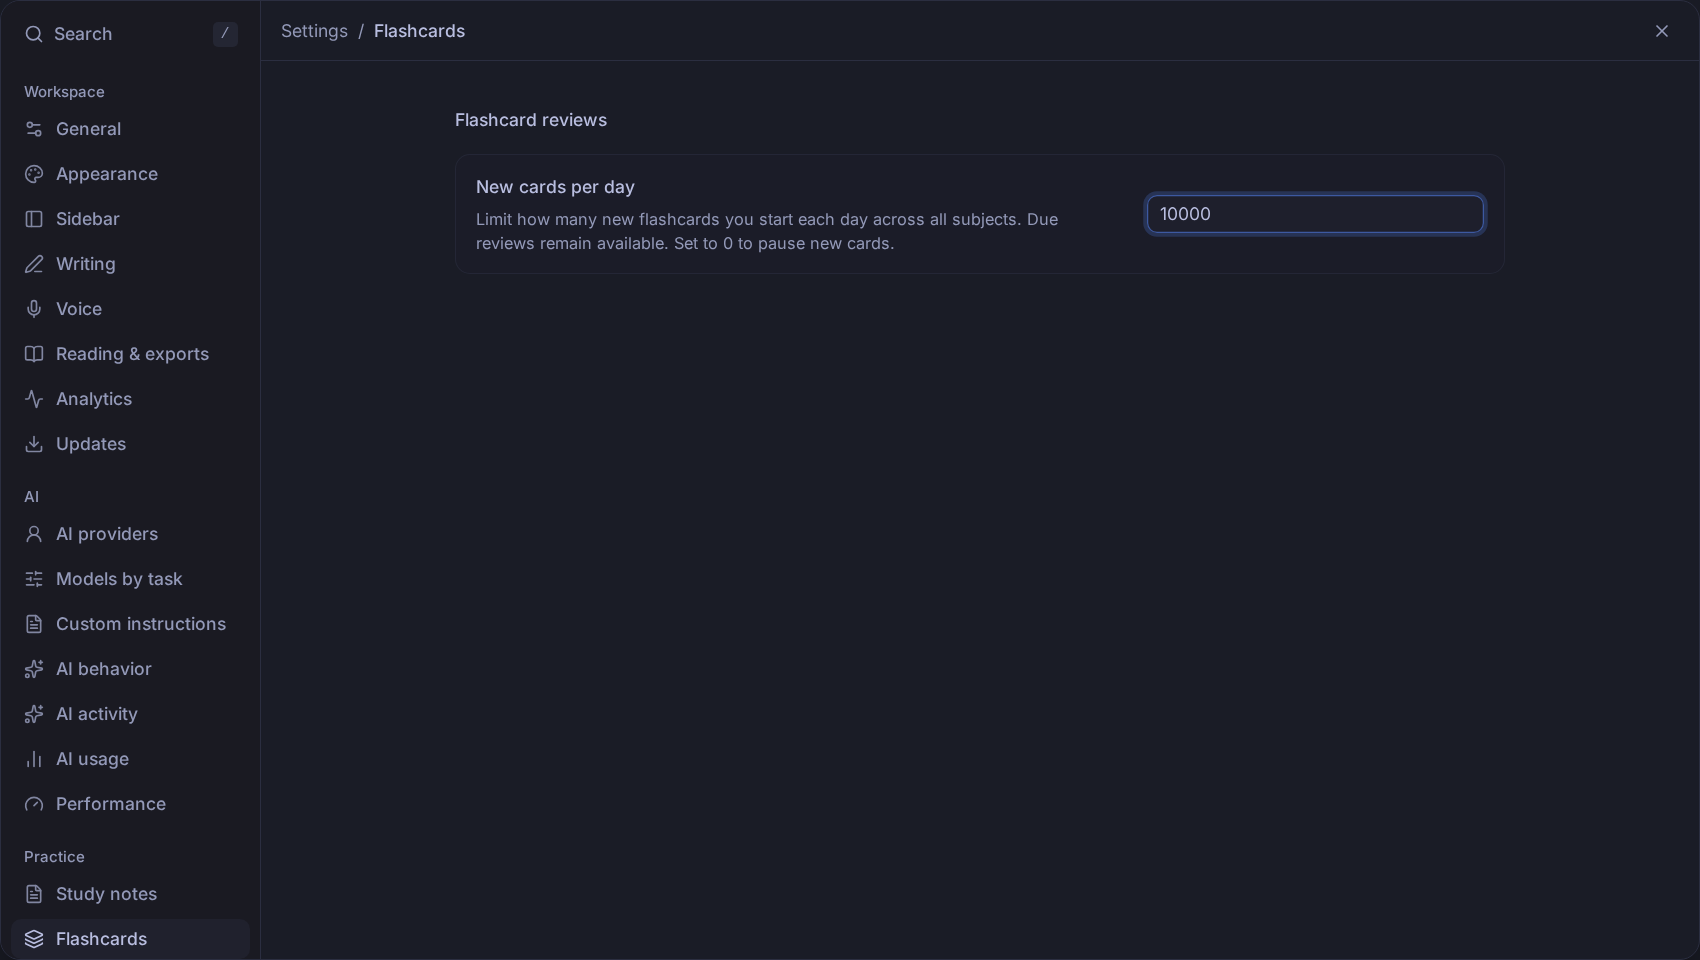 Search /
Settings / Flashcards
Workspace
General
Appearance
Sidebar
Writing
Voice
Reading & exports
Analytics
Updates
AI
AI providers
Models by task
Custom instructions
AI behavior
AI activity
AI usage
Performance
Practice
Study notes
Flashcards
Flashcard reviews
New cards per day
Limit how many new flashcards you start each day across all subjects. Due
reviews remain available. Set to 0 to pause new cards.
10000